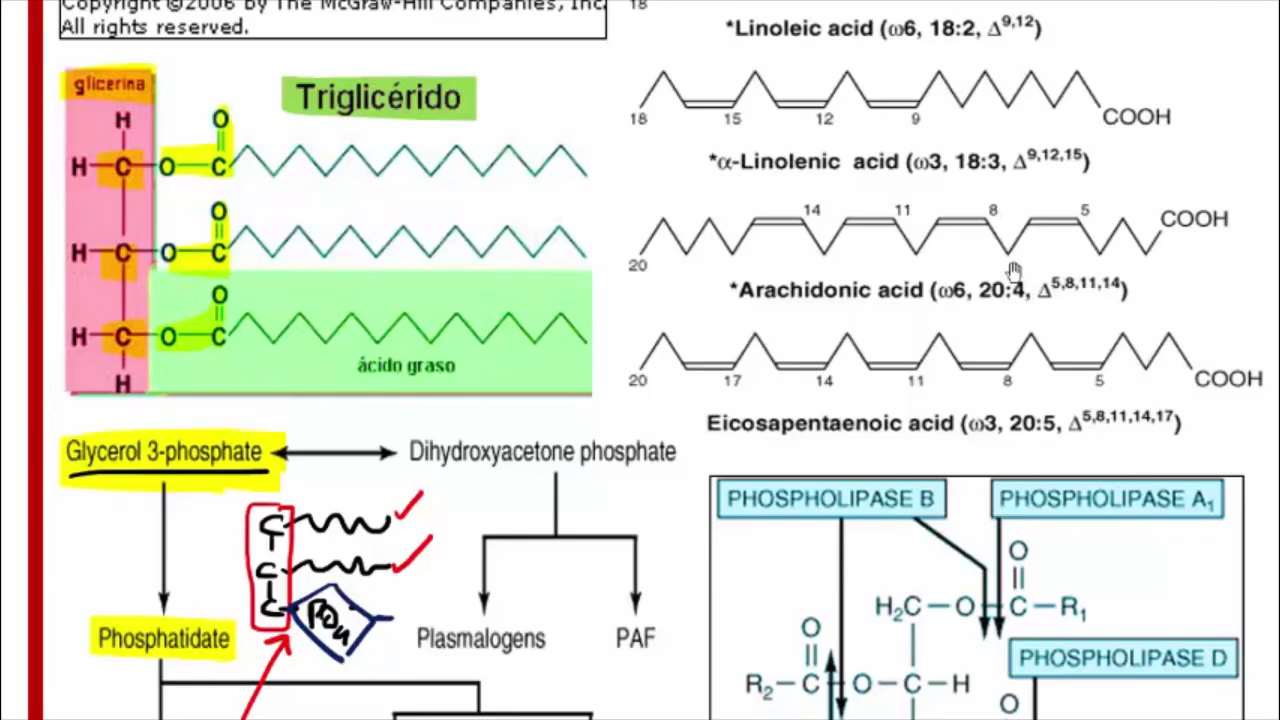 Copyright ©2006 by The McGraw-Hill Companies, Inc.
All rights reserved.
glicerina
Triglicérido
H
O
H C O C
O
H C O C
O
H C O C
H
ácido graso
18
*Linoleic acid (ω6, 18:2, Δ9,12)
18 15 12 9 COOH
*α-Linolenic acid (ω3, 18:3, Δ9,12,15)
20 14 11 8 5 COOH
*Arachidonic acid (ω6, 20:4, Δ5,8,11,14)
20 17 14 11 8 5 COOH
Eicosapentaenoic acid (ω3, 20:5, Δ5,8,11,14,17)
Glycerol 3-phosphate
Dihydroxyacetone phosphate
C
C
C PO4
Phosphatidate
Plasmalogens
PAF
PHOSPHOLIPASE B
PHOSPHOLIPASE A1
O
H2C O C R1
O
PHOSPHOLIPASE D
R2 C O C H
O